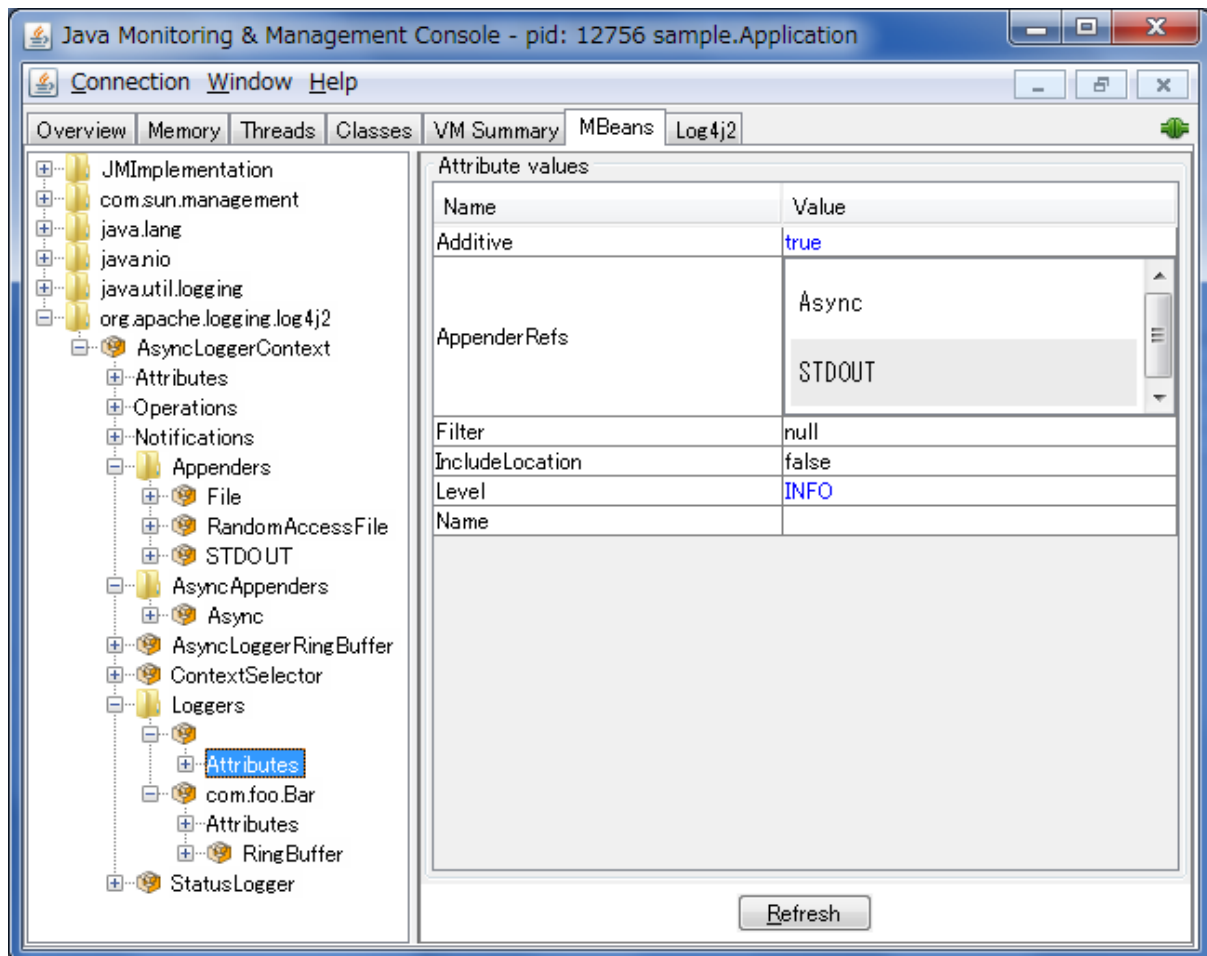 Java Monitoring & Management Console - pid: 12756 sample.Application
Connection Window Help
Overview Memory Threads Classes VM Summary MBeans Log4j2
JMImplementation
com.sun.management
java.lang
java.nio
java.util.logging
org.apache.logging.log4j2
AsyncLoggerContext
Attributes
Operations
Notifications
Appenders
File
RandomAccessFile
STDOUT
AsyncAppenders
Async
AsyncLoggerRingBuffer
ContextSelector
Loggers
Attributes
com.foo.Bar
Attributes
RingBuffer
StatusLogger
Attribute values
Name Value
Additive true
AppenderRefs
Async
STDOUT
Filter null
IncludeLocation false
Level INFO
Name
Refresh